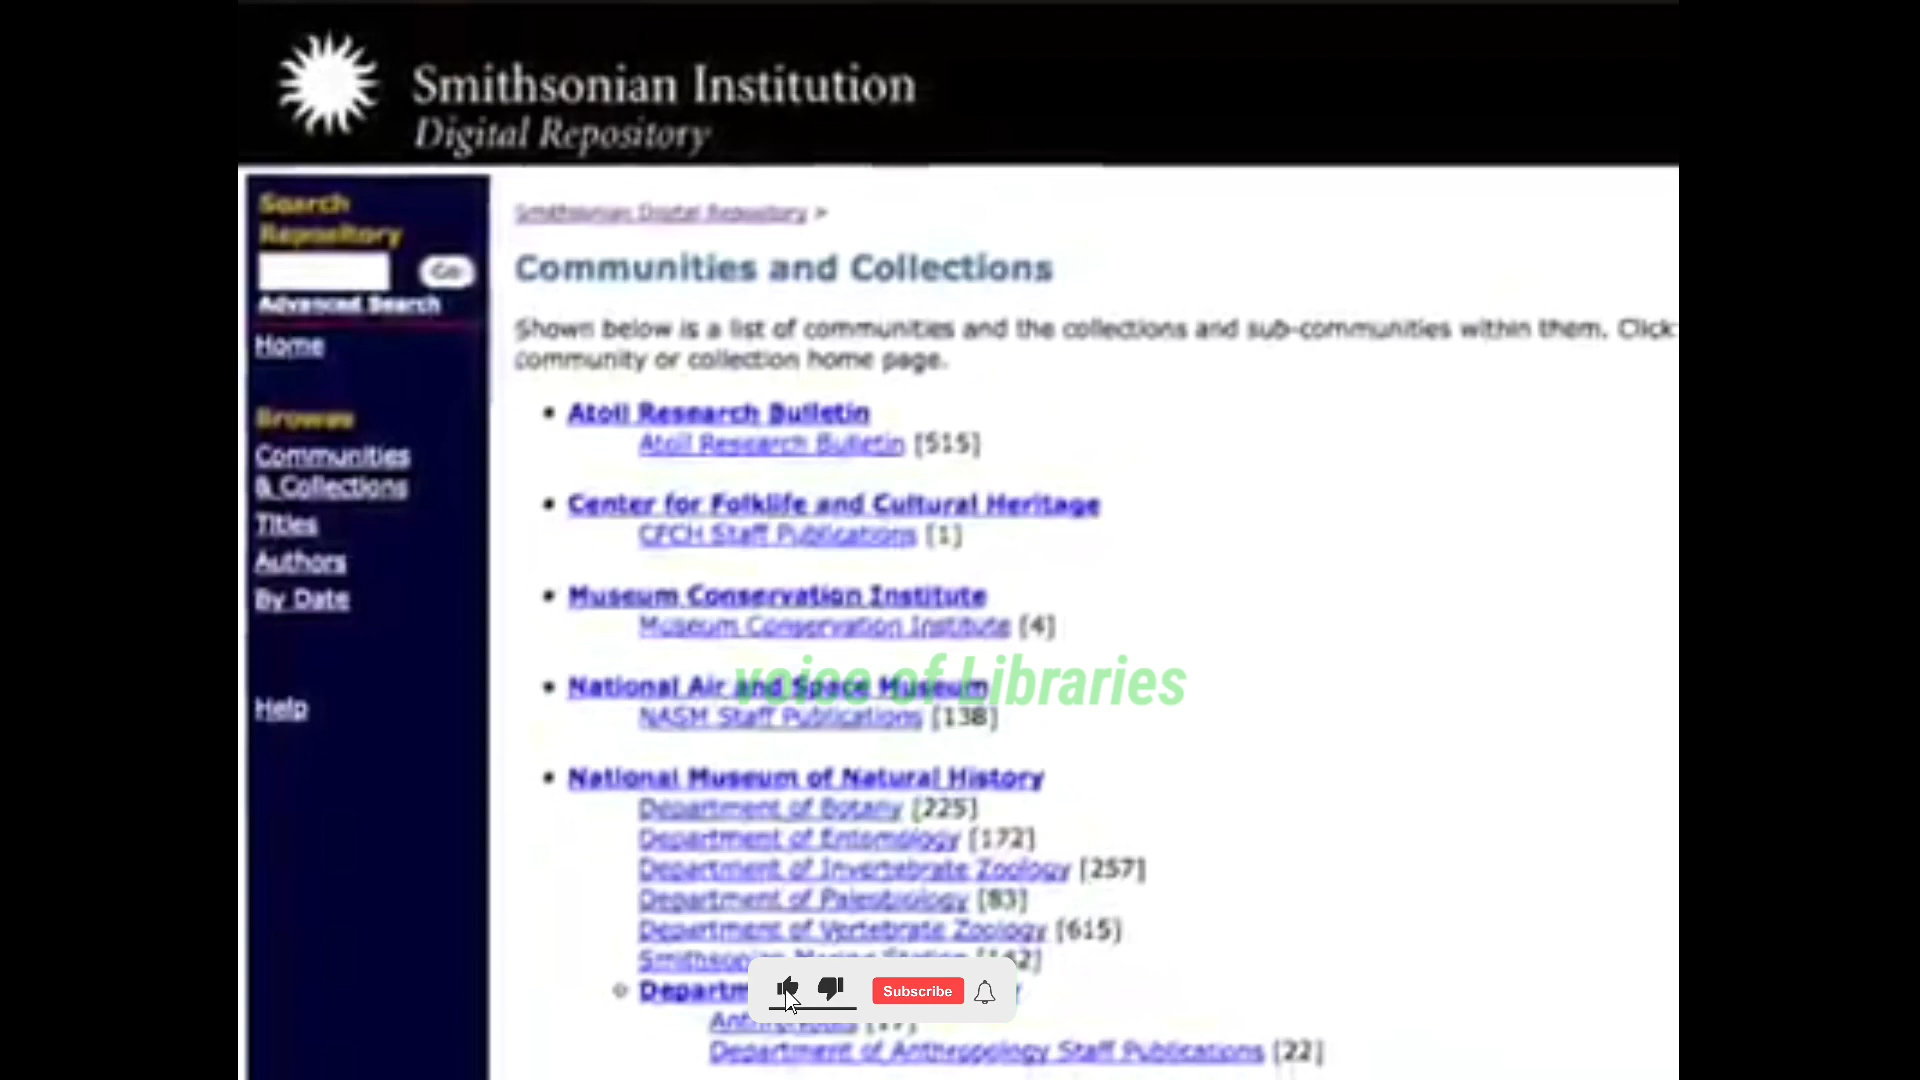 Smithsonian Institution
Digital Repository
Search
Repository
Go
Advanced Search
Home
Browse
Communities
& Collections
Titles
Authors
By Date
Help
Smithsonian Digital Repository >
Communities and Collections
Shown below is a list of communities and the collections and sub-communities within them. Click
community or collection home page.
Atoll Research Bulletin
Atoll Research Bulletin [515]
Center for Folklife and Cultural Heritage
CFCH Staff Publications [1]
Museum Conservation Institute
Museum Conservation Institute [4]
National Air and Space Museum
voice of Libraries
NASM Staff Publications [138]
National Museum of Natural History
Department of Botany [225]
Department of Entomology [172]
Department of Invertebrate Zoology [257]
Department of Paleobiology [83]
Department of Vertebrate Zoology [615]
Smithsonian Marine Station
Subscribe
Department of Anthropology Staff Publications [22]